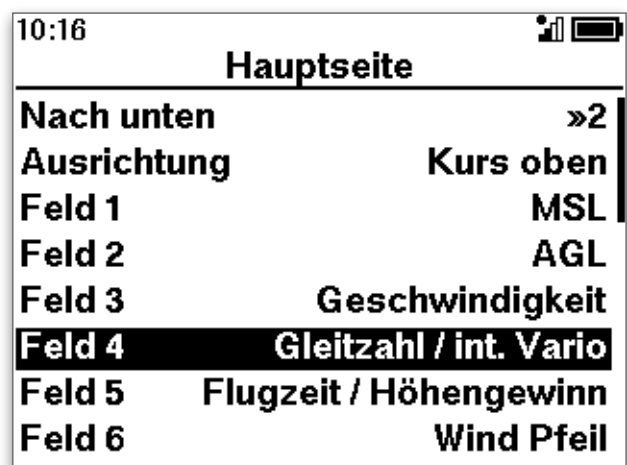 10:16
Hauptseite
Nach unten »2
Ausrichtung Kurs oben
Feld 1 MSL
Feld 2 AGL
Feld 3 Geschwindigkeit
Feld 4 Gleitzahl / int. Vario
Feld 5 Flugzeit / Höhengewinn
Feld 6 Wind Pfeil